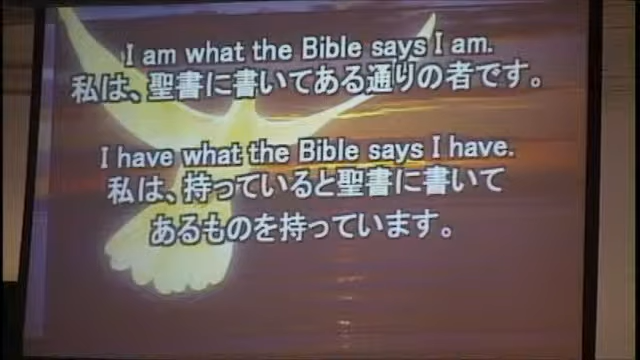 I am what the Bible says I am.
私は、聖書に書いてある通りの者です。
I have what the Bible says I have.
私は、持っていると聖書に書いて
あるものを持っています。